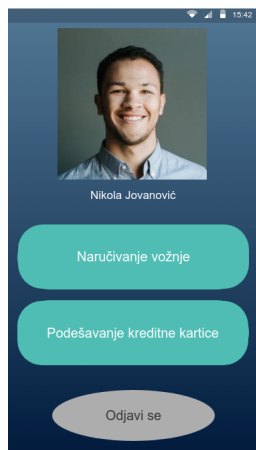 15:42
Nikola Jovanović
Naručivanje vožnje
Podešavanje kreditne kartice
Odjavi se